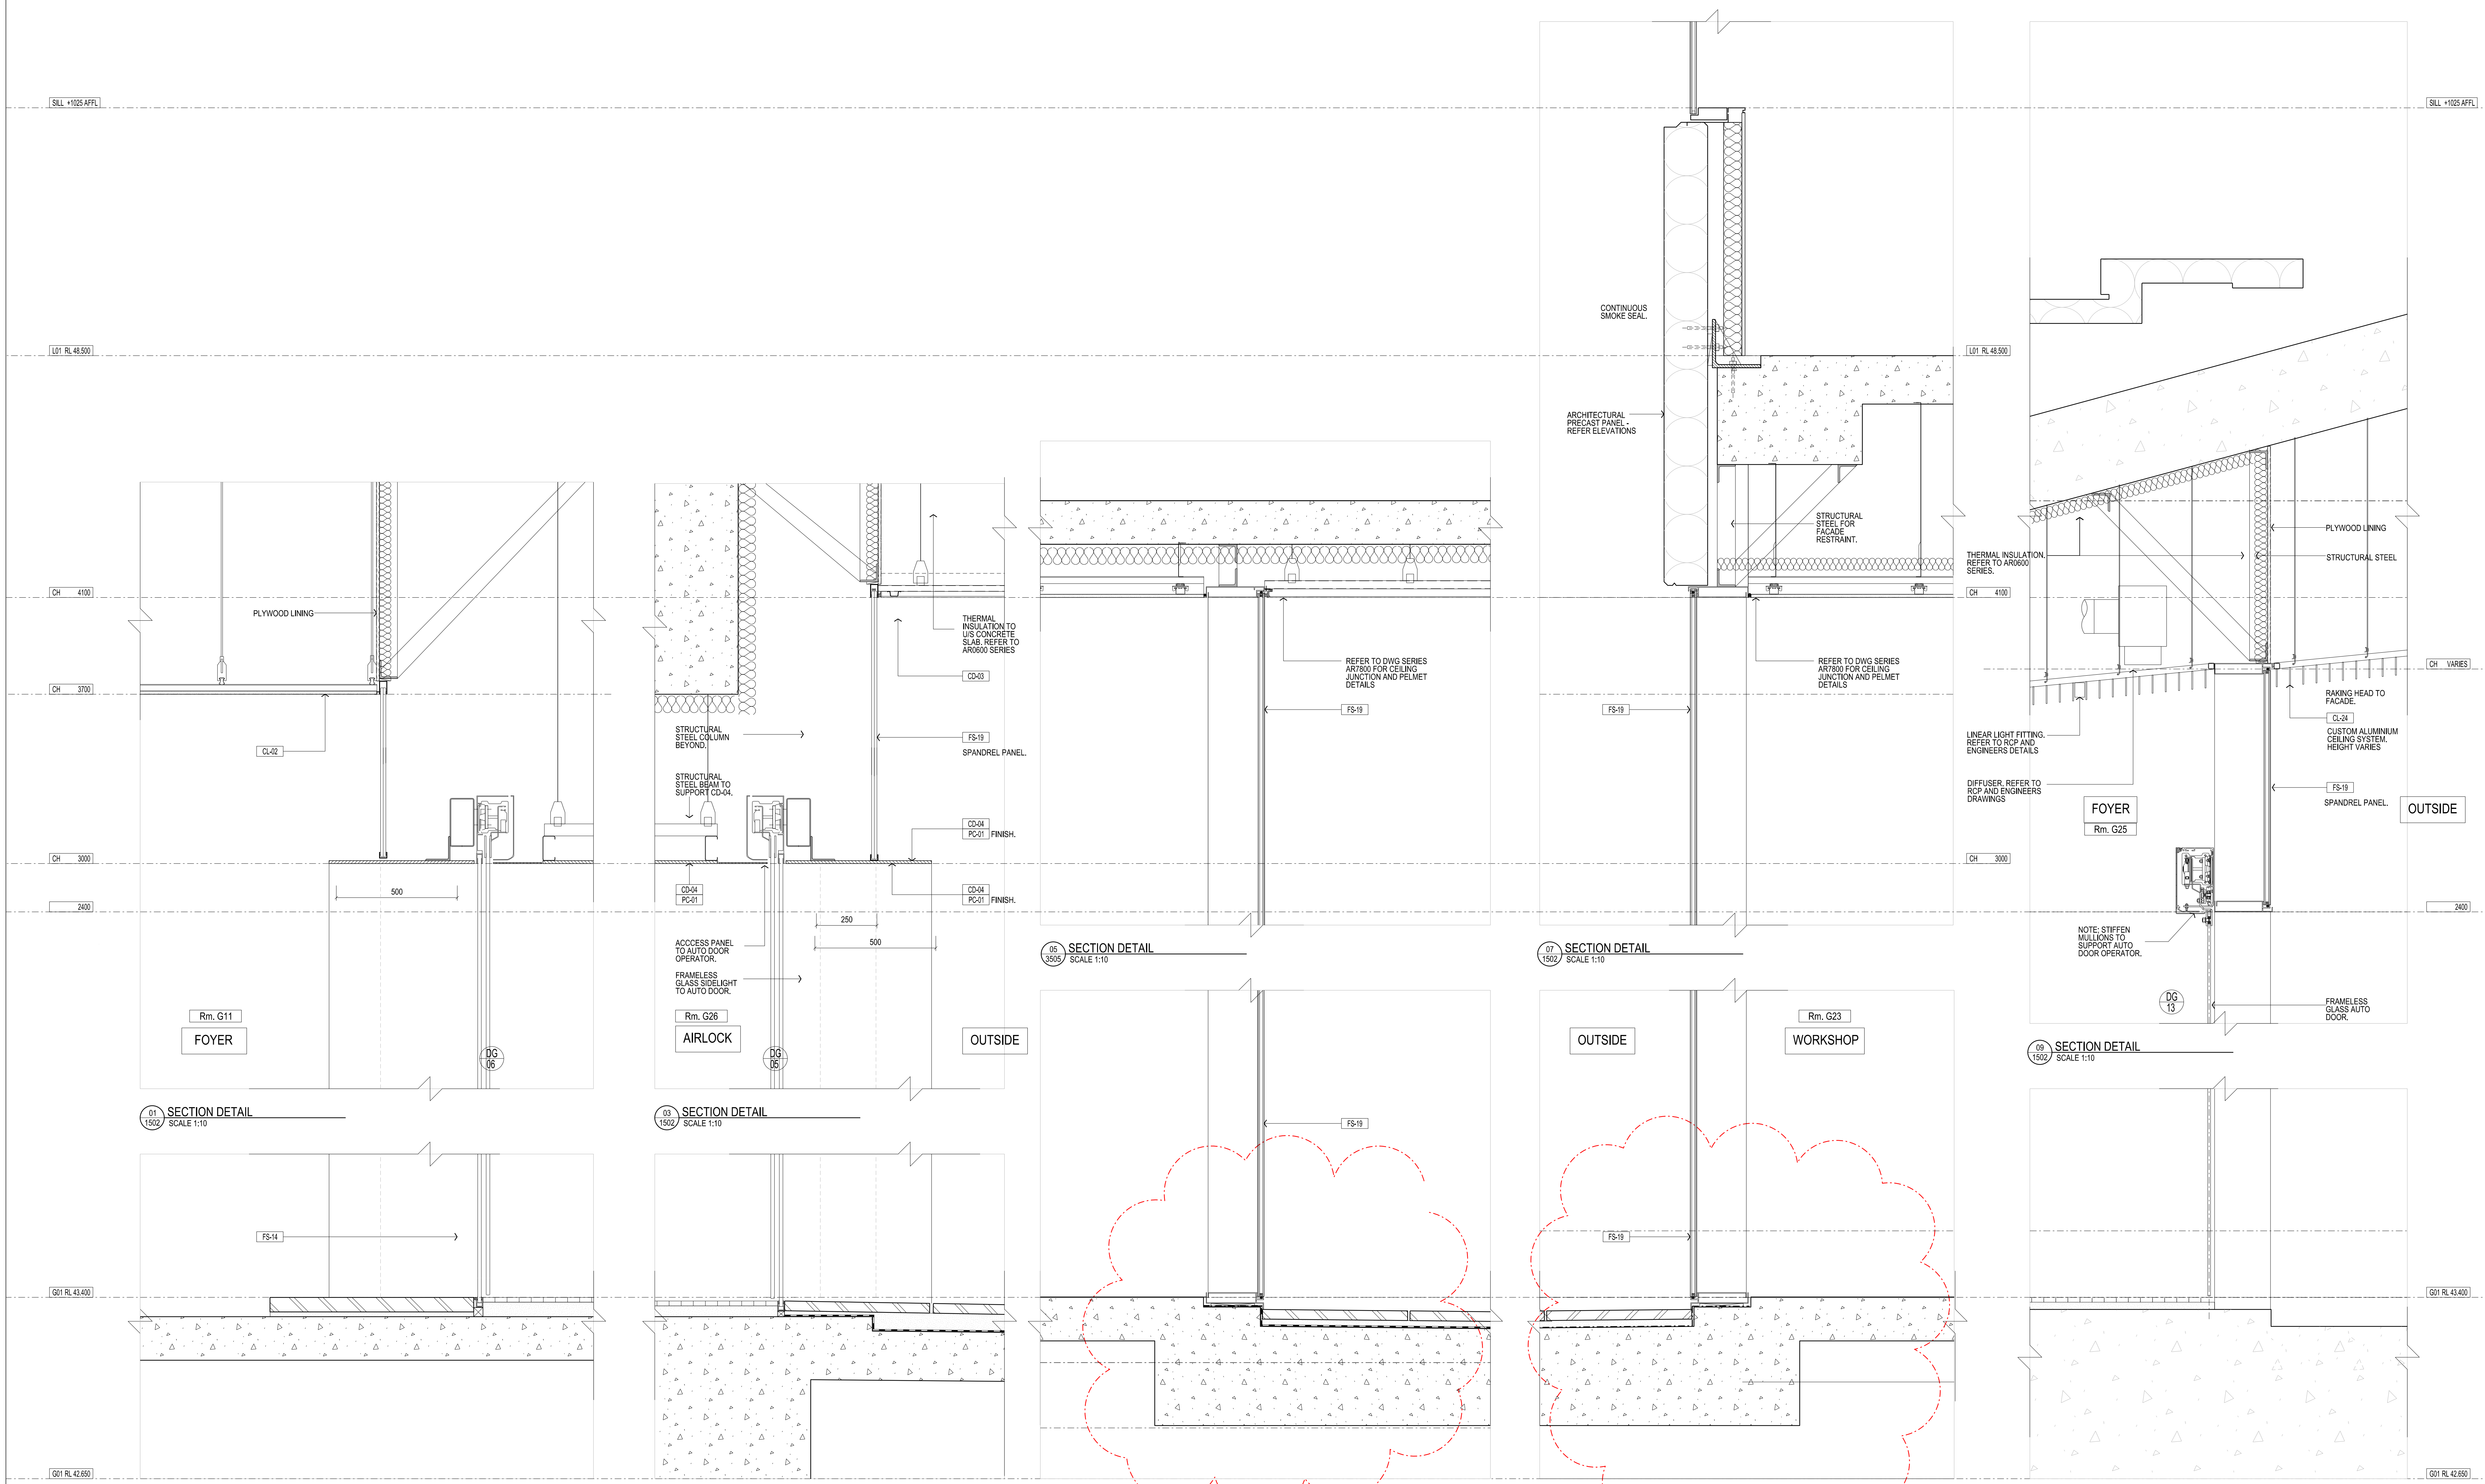 SILL +1025 AFFL
SILL +1025 AFFL
CONTINUOUS
SMOKE SEAL.
L01 RL 48.500
L01 RL 48.500
ARCHITECTURAL
PRECAST PANEL -
REFER ELEVATIONS
STRUCTURAL
STEEL FOR
FACADE
RESTRAINT.
PLYWOOD LINING
STRUCTURAL STEEL
THERMAL INSULATION.
REFER TO AR0600
SERIES.
CH 4100
CH 4100
PLYWOOD LINING
THERMAL
INSULATION TO
U/S CONCRETE
SLAB. REFER TO
AR0600 SERIES
CD-03
REFER TO DWG SERIES
AR7800 FOR CEILING
JUNCTION AND PELMET
DETAILS
REFER TO DWG SERIES
AR7800 FOR CEILING
JUNCTION AND PELMET
DETAILS
CH VARIES
CH 3700
RAKING HEAD TO
FACADE.
CL-24
CUSTOM ALUMINIUM
CEILING SYSTEM.
HEIGHT VARIES
FS-19
FS-19
CL-02
STRUCTURAL
STEEL COLUMN
BEYOND.
FS-19
SPANDREL PANEL.
LINEAR LIGHT FITTING.
REFER TO RCP AND
ENGINEERS DETAILS
STRUCTURAL
STEEL BEAM TO
SUPPORT CD-04.
DIFFUSER. REFER TO
RCP AND ENGINEERS
DRAWINGS
FS-19
SPANDREL PANEL.
FOYER
Rm. G25
OUTSIDE
CD-04
PC-01 FINISH.
CH 3000
CH 3000
500
CD-04
PC-01
CD-04
PC-01 FINISH.
2400
2400
250
500
ACCCESS PANEL
TO AUTO DOOR
OPERATOR.
FRAMELESS
GLASS SIDELIGHT
TO AUTO DOOR.
NOTE: STIFFEN
MULLIONS TO
SUPPORT AUTO
DOOR OPERATOR.
05
3505
SECTION DETAIL
SCALE 1:10
07
1502
SECTION DETAIL
SCALE 1:10
DG
13
FRAMELESS
GLASS AUTO
DOOR.
Rm. G11
FOYER
DG
06
Rm. G26
AIRLOCK
DG
05
OUTSIDE
OUTSIDE
Rm. G23
WORKSHOP
09
1502
SECTION DETAIL
SCALE 1:10
01
1502
SECTION DETAIL
SCALE 1:10
03
1502
SECTION DETAIL
SCALE 1:10
FS-19
FS-14
FS-19
G01 RL 43.400
G01 RL 43.400
G01 RL 42.650
G01 RL 42.650